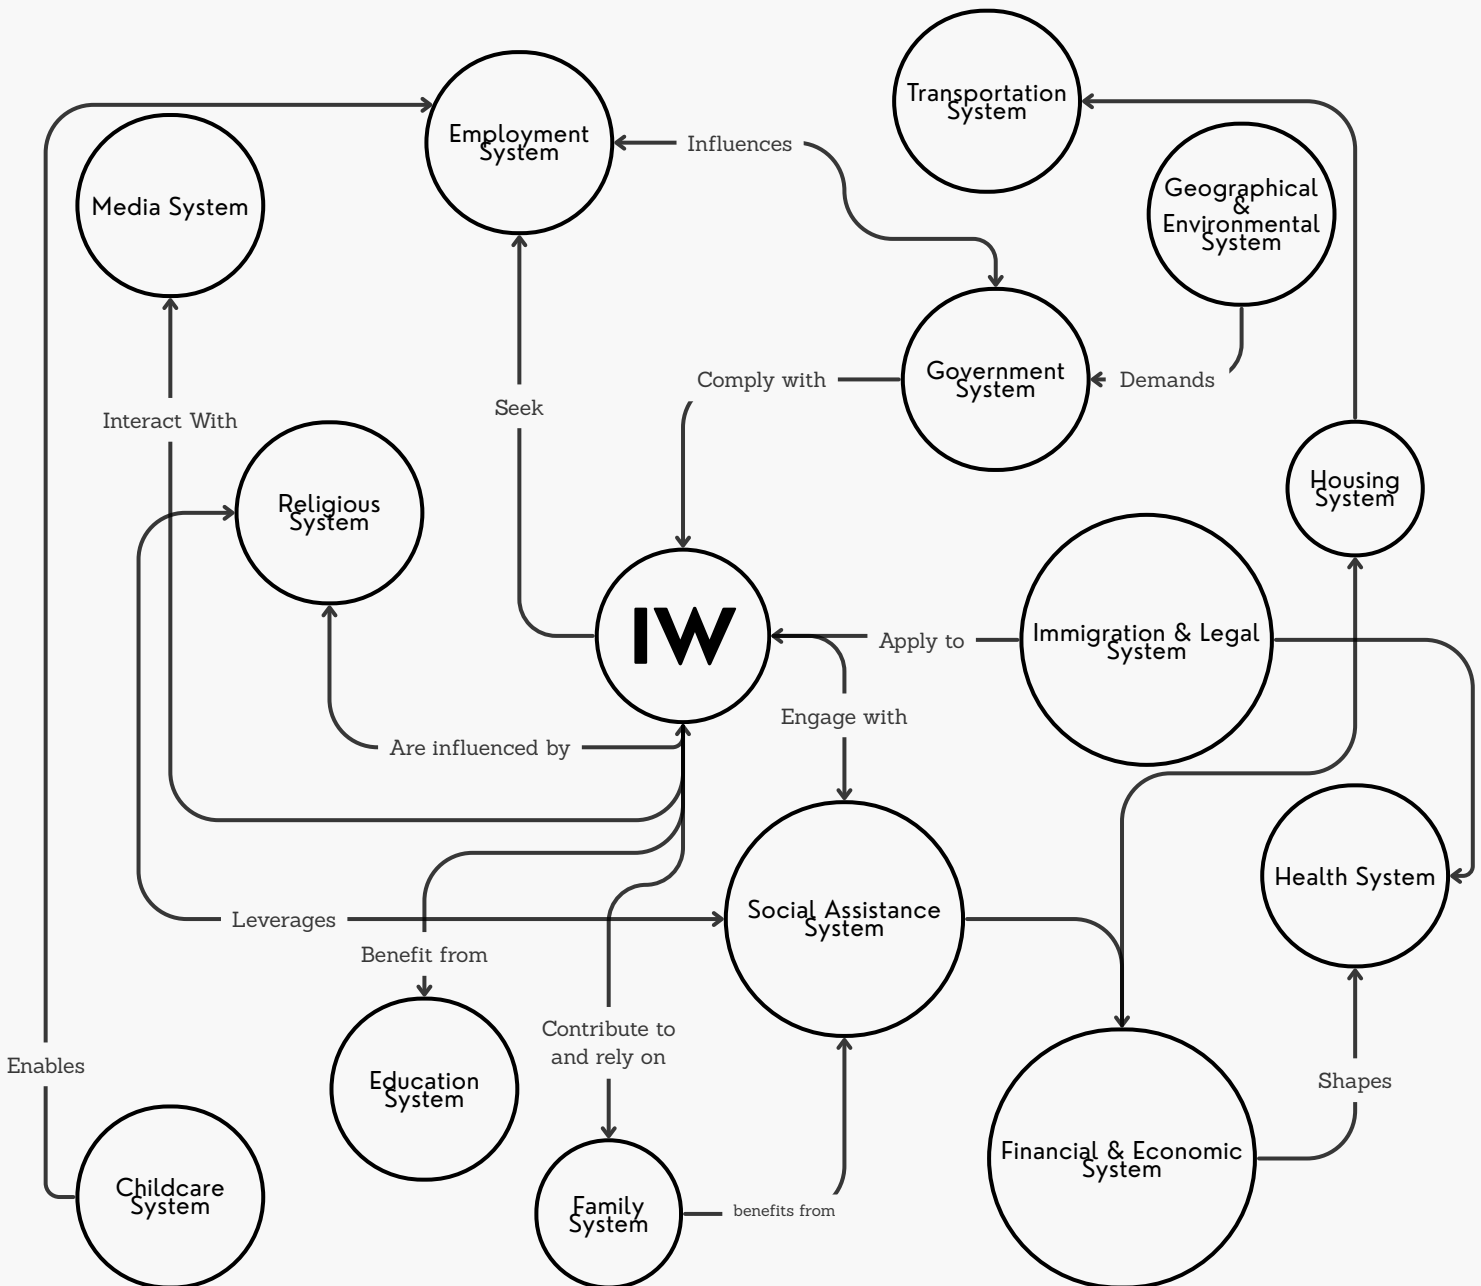 Transportation
System
Employment
System
Influences
Geographical
&
Environmental
System
Media System
Government
System
Comply with
Demands
Seek
Interact With
Religious
System
Housing
System
IW
Apply to
Immigration & Legal
System
Engage with
Are influenced by
Health System
Social Assistance
System
Leverages
Benefit from
Contribute to
and rely on
Enables
Education
System
Shapes
Financial & Economic
System
Childcare
System
Family
System
benefits from